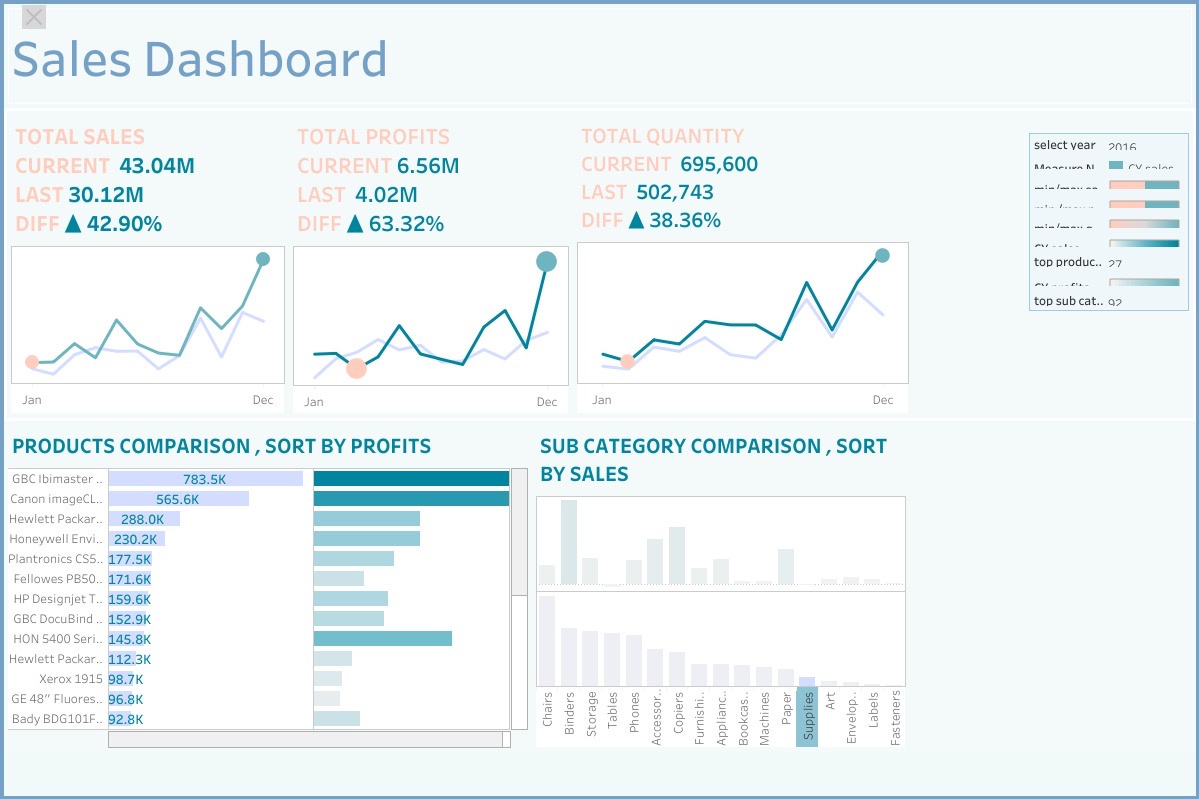 Sales Dashboard
TOTAL SALES
CURRENT 43.04M
LAST 30.12M
DIFF ▲ 42.90%
TOTAL PROFITS
CURRENT 6.56M
LAST 4.02M
DIFF ▲ 63.32%
TOTAL QUANTITY
CURRENT 695,600
LAST 502,743
DIFF ▲ 38.36%
select year 2016
Measure N.. CY sales
CY sales
top produc.. 27
CY profits
top sub cat.. 92
Jan Dec
Jan Dec
Jan Dec
PRODUCTS COMPARISON , SORT BY PROFITS
GBC Ibimaster .. 783.5K
Canon imageCL.. 565.6K
Hewlett Packar.. 288.0K
Honeywell Envi.. 230.2K
Plantronics CS5.. 177.5K
Fellowes PB50.. 171.6K
HP Designjet T.. 159.6K
GBC DocuBind .. 152.9K
HON 5400 Seri.. 145.8K
Hewlett Packar.. 112.3K
Xerox 1915 98.7K
GE 48" Fluores.. 96.8K
Bady BDG101F.. 92.8K
SUB CATEGORY COMPARISON , SORT
BY SALES
Chairs
Binders
Storage
Tables
Phones
Accessor..
Copiers
Furnishi..
Applianc..
Bookcas..
Machines
Paper
Supplies
Art
Envelop..
Labels
Fasteners